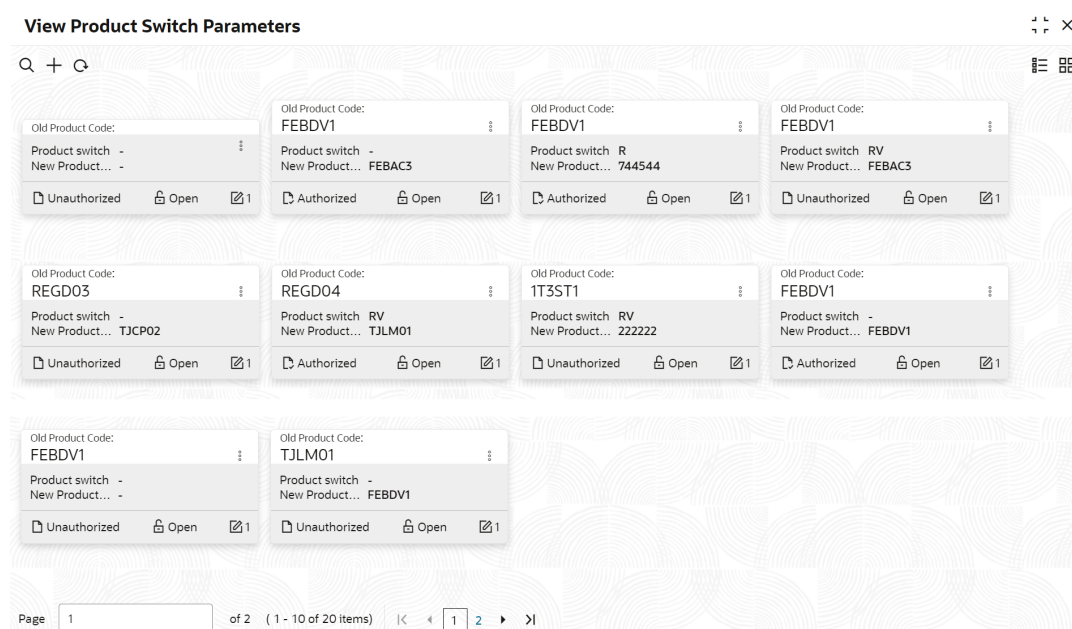 View Product Switch Parameters
Old Product Code:
Product switch -
New Product... -
Unauthorized Open 1
Old Product Code:
FEBDV1
Product switch -
New Product... FEBAC3
Authorized Open 1
Old Product Code:
FEBDV1
Product switch R
New Product... 744544
Authorized Open 1
Old Product Code:
FEBDV1
Product switch RV
New Product... FEBAC3
Unauthorized Open 1
Old Product Code:
REGD03
Product switch -
New Product... TJCP02
Unauthorized Open 1
Old Product Code:
REGD04
Product switch RV
New Product... TJLM01
Authorized Open 1
Old Product Code:
1T3ST1
Product switch RV
New Product... 222222
Unauthorized Open 1
Old Product Code:
FEBDV1
Product switch -
New Product... FEBDV1
Authorized Open 1
Old Product Code:
FEBDV1
Product switch -
New Product... -
Unauthorized Open 1
Old Product Code:
TJLM01
Product switch -
New Product... FEBDV1
Unauthorized Open 1
Page 1 of 2 ( 1 - 10 of 20 items) 1 2